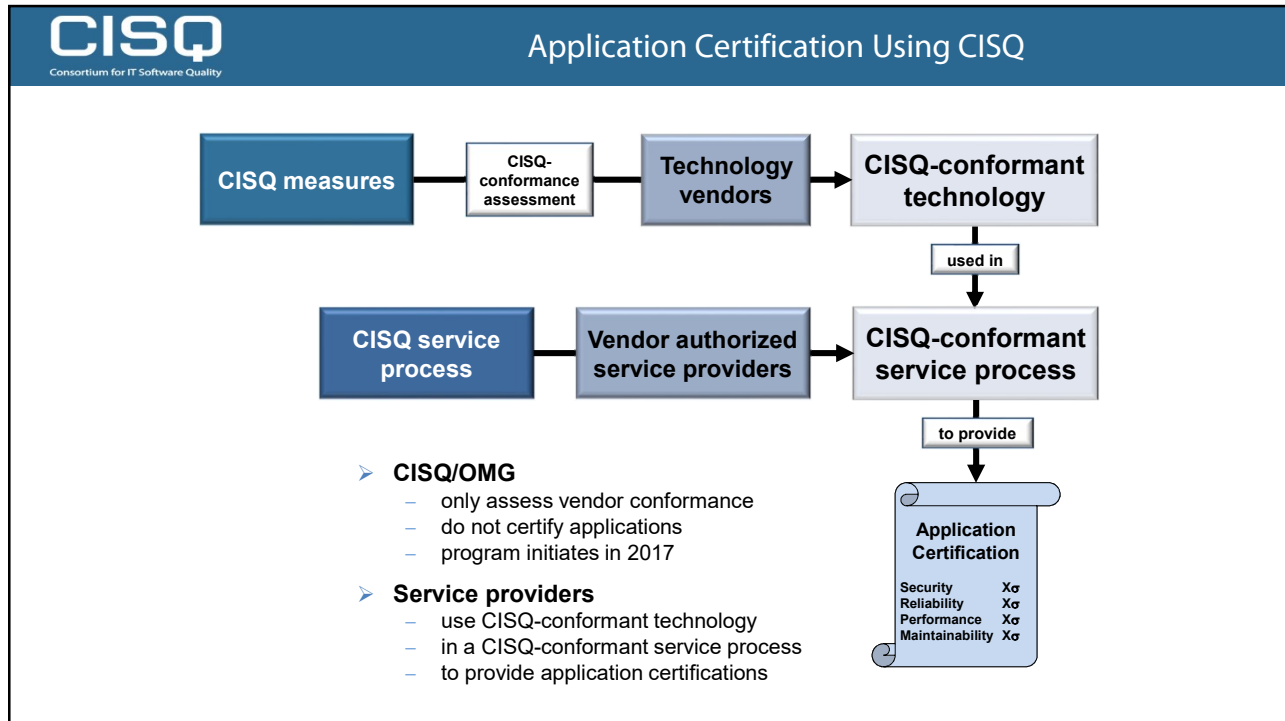 CISQ
Consortium for IT Software Quality
Application Certification Using CISQ
CISQ measures
CISQ-
conformance
assessment
Technology
vendors
CISQ-conformant
technology
used in
CISQ service
process
Vendor authorized
service providers
CISQ-conformant
service process
to provide
➢ CISQ/OMG
– only assess vendor conformance
– do not certify applications
– program initiates in 2017
➢ Service providers
– use CISQ-conformant technology
– in a CISQ-conformant service process
– to provide application certifications
Application
Certification
Security Xσ
Reliability Xσ
Performance Xσ
Maintainability Xσ